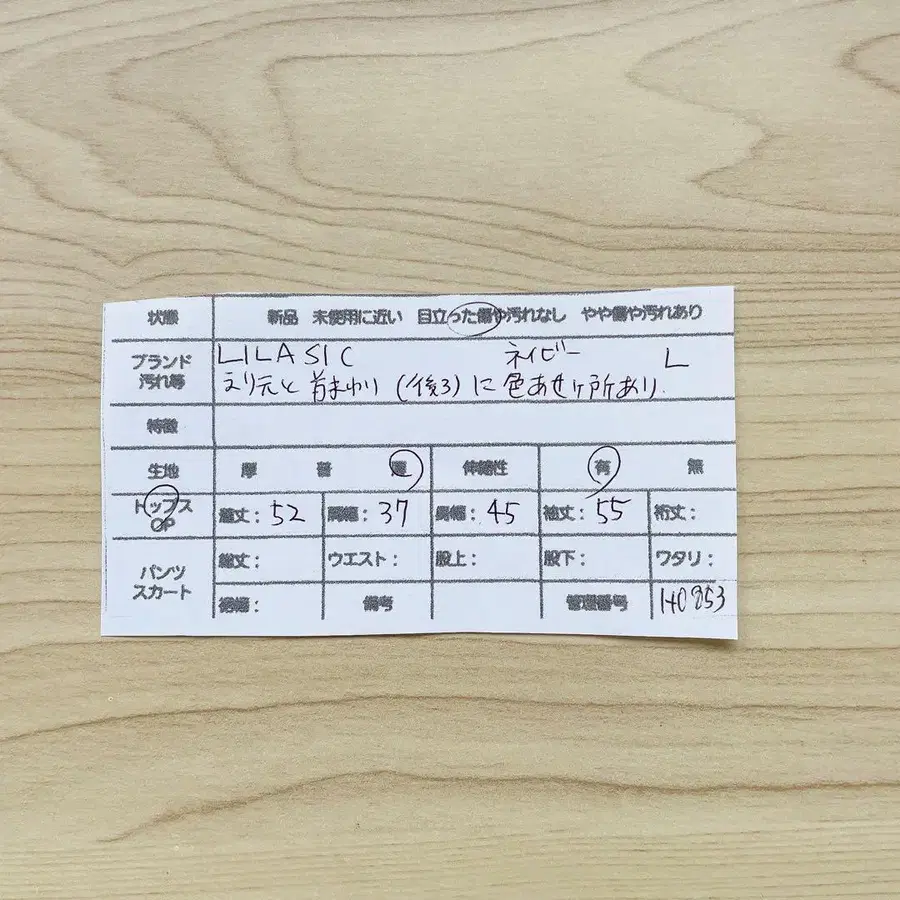 状態 新品 未使用に近い 目立った傷や汚れなし やや傷や汚れあり
ブランド LILASIC ネイビー L
汚れ等 えり元と首まわり(後ろ)に色あせヶ所あり.
特徴
生地 厚 普 薄 伸縮性 有 無
トップス 着丈: 52 肩幅: 37 身幅: 45 袖丈: 55 裄丈:
OP
パンツ 総丈: ウエスト: 股上: 股下: ワタリ:
スカート 裾幅: 備考 管理番号 H0853